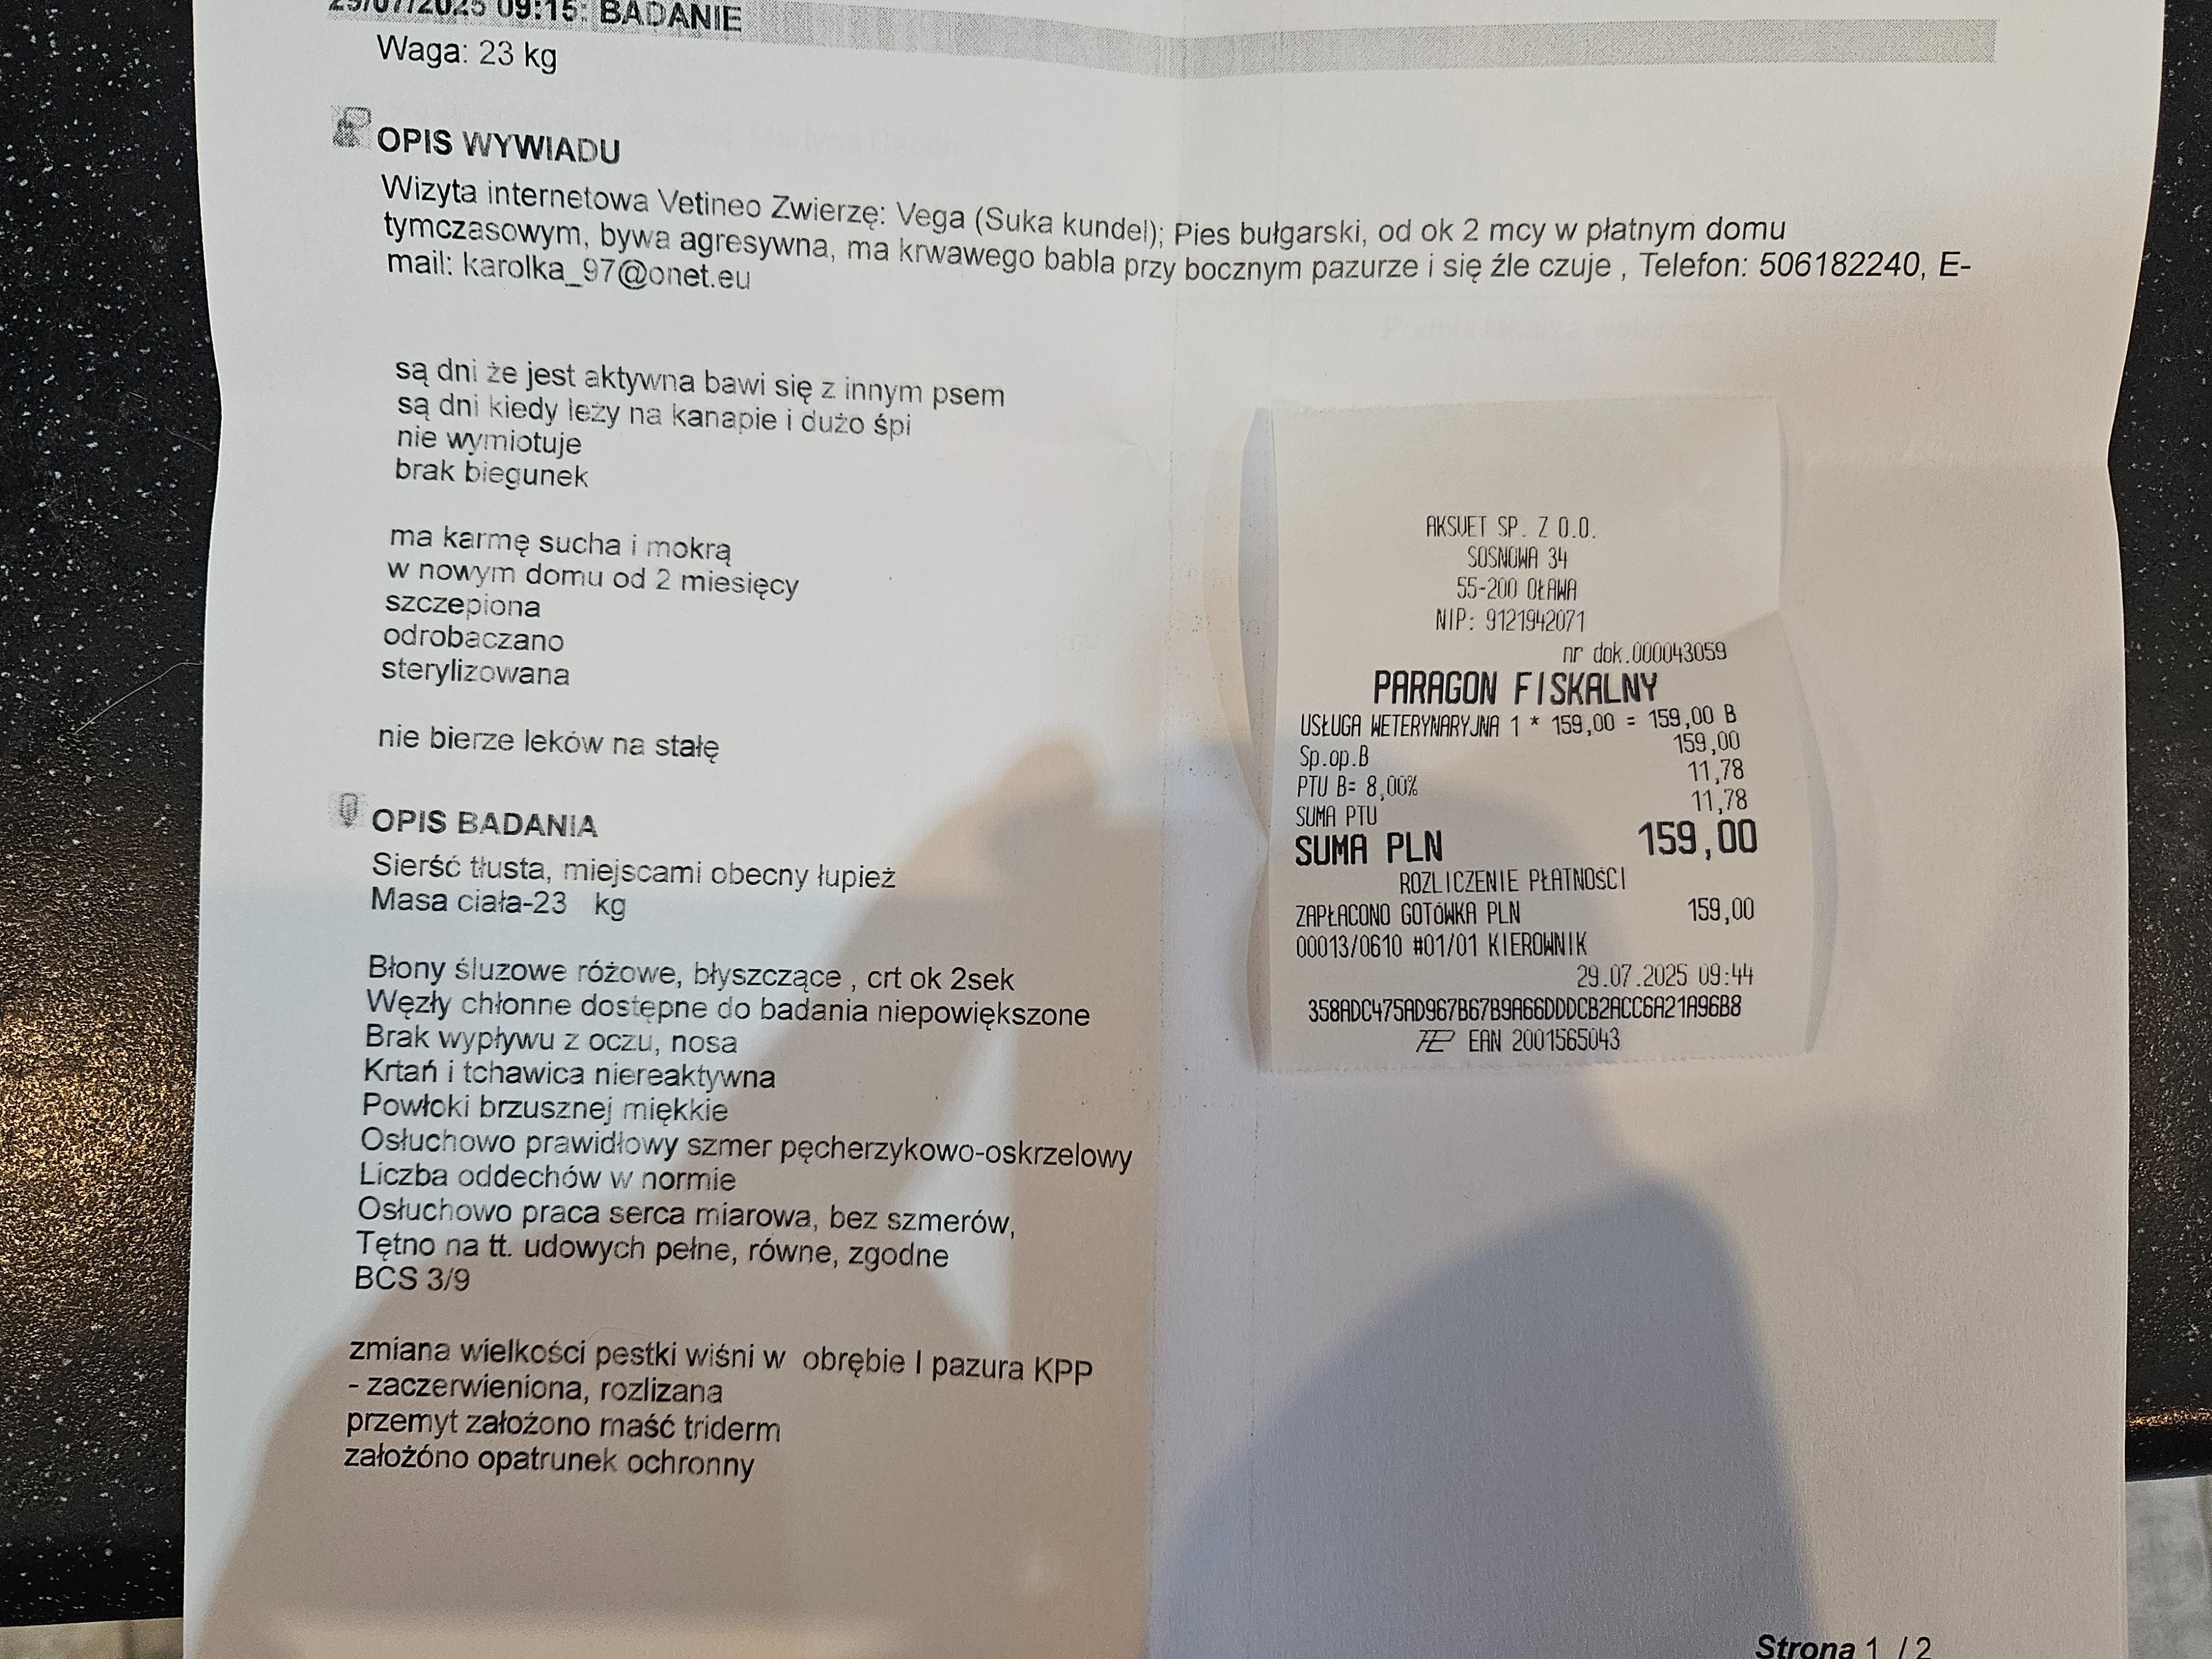 29/07/2025 09:15: BADANIE
Waga: 23 kg
OPIS WYWIADU
Wizyta internetowa Vetineo Zwierzę: Vega (Suka kundel); Pies bułgarski, od ok 2 mcy w płatnym domu
tymczasowym, bywa agresywna, ma krwawego babla przy bocznym pazurze i się źle czuje , Telefon: 506182240, E-
mail: karolka_97@onet.eu
są dni że jest aktywna bawi się z innym psem
są dni kiedy leży na kanapie i dużo śpi
nie wymiotuje
brak biegunek
ma karmę sucha i mokrą
w nowym domu od 2 miesięcy
szczepiona
odrobaczano
sterylizowana
nie bierze leków na stałę
OPIS BADANIA
Sierść tłusta, miejscami obecny łupież
Masa ciała-23 kg
Błony śluzowe różowe, błyszczące , crt ok 2sek
Węzły chłonne dostępne do badania niepowiększone
Brak wypływu z oczu, nosa
Krtań i tchawica niereaktywna
Powłoki brzusznej miękkie
Osłuchowo prawidłowy szmer pęcherzykowo-oskrzelowy
Liczba oddechów w normie
Osłuchowo praca serca miarowa, bez szmerów,
Tętno na tt. udowych pełne, równe, zgodne
BCS 3/9
zmiana wielkości pestki wiśni w obrębie I pazura KPP
- zaczerwieniona, rozlizana
przemyt założono maść triderm
założóno opatrunek ochronny
AKSVET SP. Z O.O.
SOSNOWA 34
55-200 OŁAWA
NIP: 9121942071
nr dok.000043059
PARAGON FISKALNY
USŁUGA WETERYNARYJNA 1 * 159,00 = 159,00 B
Sp.op.B 159,00
PTU B= 8,00% 11,78
SUMA PTU 11,78
SUMA PLN 159,00
ROZLICZENIE PŁATNOŚCI
ZAPŁACONO GOTÓWKA PLN 159,00
00013/0610 #01/01 KIEROWNIK
29.07.2025 09:44
358ADC475AD967B67B9A66DDDCB2ACC6A21A96B8
EAN 2001565043
Strona 1 / 2